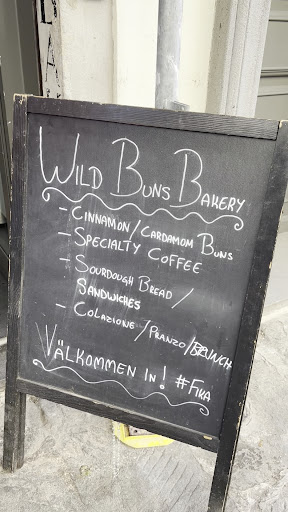 WILD BUNS BAKERY
- CINNAMON/CARDAMOM BUNS
- SPECIALTY COFFEE
- SOURDOUGH BREAD/
SANDWICHES
- COLAZIONE/PRANZO/BRUNCH
VÄLKOMMEN IN! #FIKA